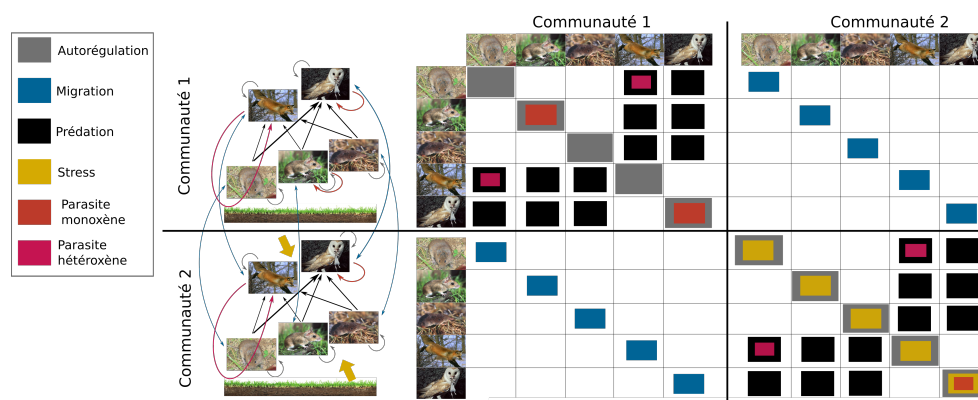 Communauté 1
Communauté 2
Autorégulation
Migration
Prédation
Stress
Parasite
monoxène
Parasite
hétéroxène
Communauté 1
Communauté 2